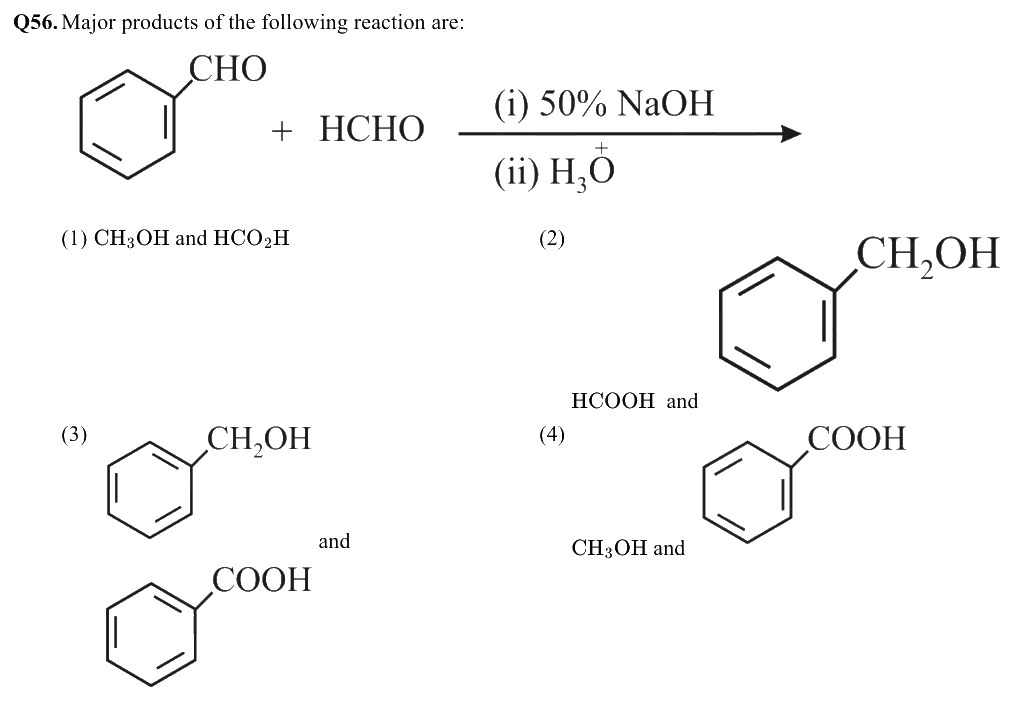 Q56. Major products of the following reaction are:
CHO
+ HCHO
(i) 50% NaOH
(ii) H₃O⁺
(1) CH₃OH and HCO₂H
(2)
CH₂OH
HCOOH and
(3)
CH₂OH
and
COOH
(4)
COOH
CH₃OH and